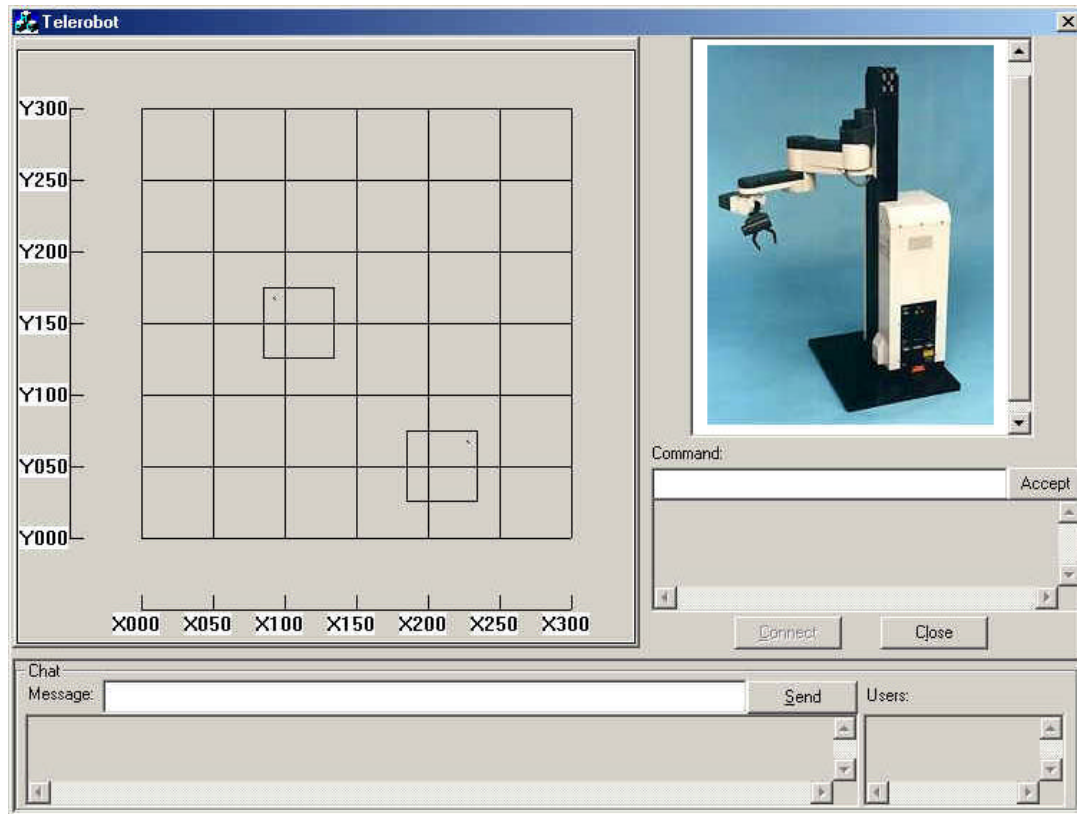 Telerobot
Y300
Y250
Y200
Y150
Y100
Y050
Y000
X000 X050 X100 X150 X200 X250 X300
Command:
Accept
Connect
Close
Chat
Message:
Send
Users: